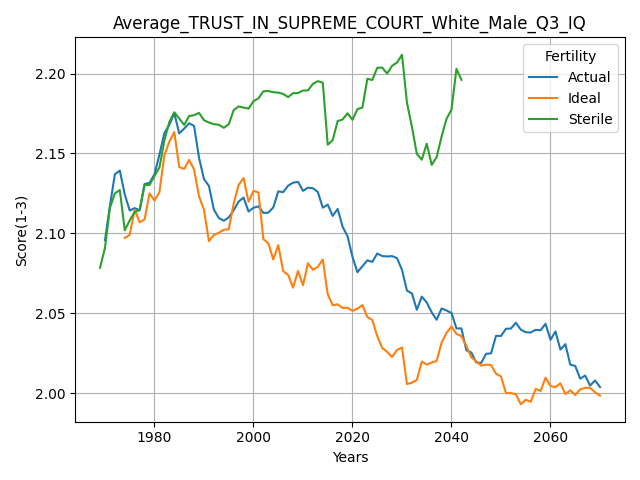 Average_TRUST_IN_SUPREME_COURT_White_Male_Q3_IQ
Fertility
Actual
Ideal
Sterile
Score(1-3)
2.20
2.15
2.10
2.05
2.00
1980 2000 2020 2040 2060
Years